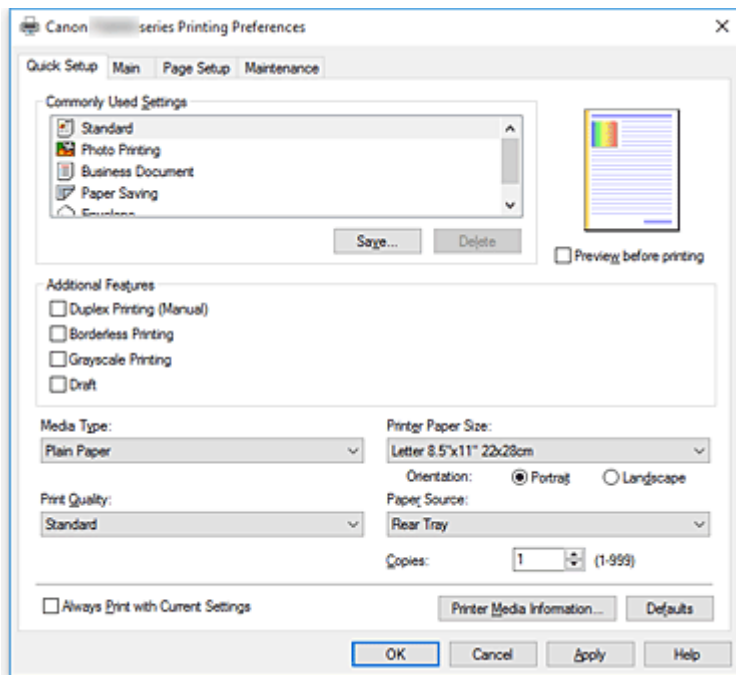 Canon series Printing Preferences
Quick Setup Main Page Setup Maintenance
Commonly Used Settings
Standard
Photo Printing
Business Document
Paper Saving
Envelope
Save... Delete
Preview before printing
Additional Features
Duplex Printing (Manual)
Borderless Printing
Grayscale Printing
Draft
Media Type: Printer Paper Size:
Plain Paper Letter 8.5"x11" 22x28cm
Orientation: Portrait Landscape
Print Quality: Paper Source:
Standard Rear Tray
Copies: 1 (1-999)
Always Print with Current Settings Printer Media Information... Defaults
OK Cancel Apply Help